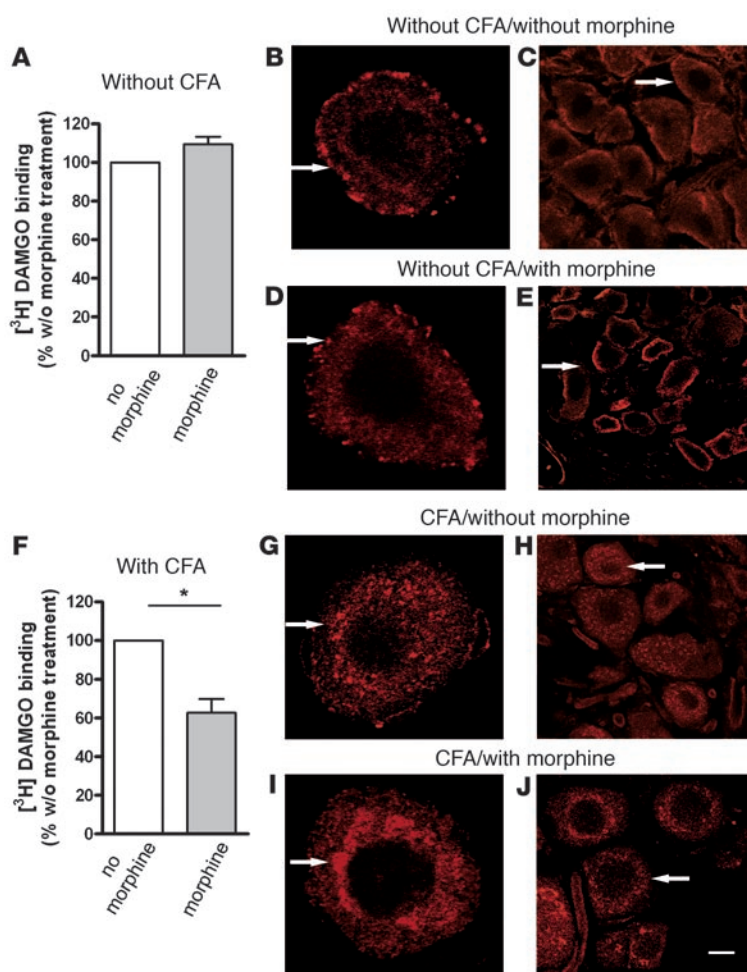 Without CFA/without morphine
A
Without CFA
[³H] DAMGO binding
(% w/o morphine treatment)
120
100
80
60
40
20
0
no
morphine
morphine
B
C
Without CFA/with morphine
D
E
CFA/without morphine
F
With CFA
[³H] DAMGO binding
(% w/o morphine treatment)
120
100
80
60
40
20
0
*
no
morphine
morphine
G
H
CFA/with morphine
I
J